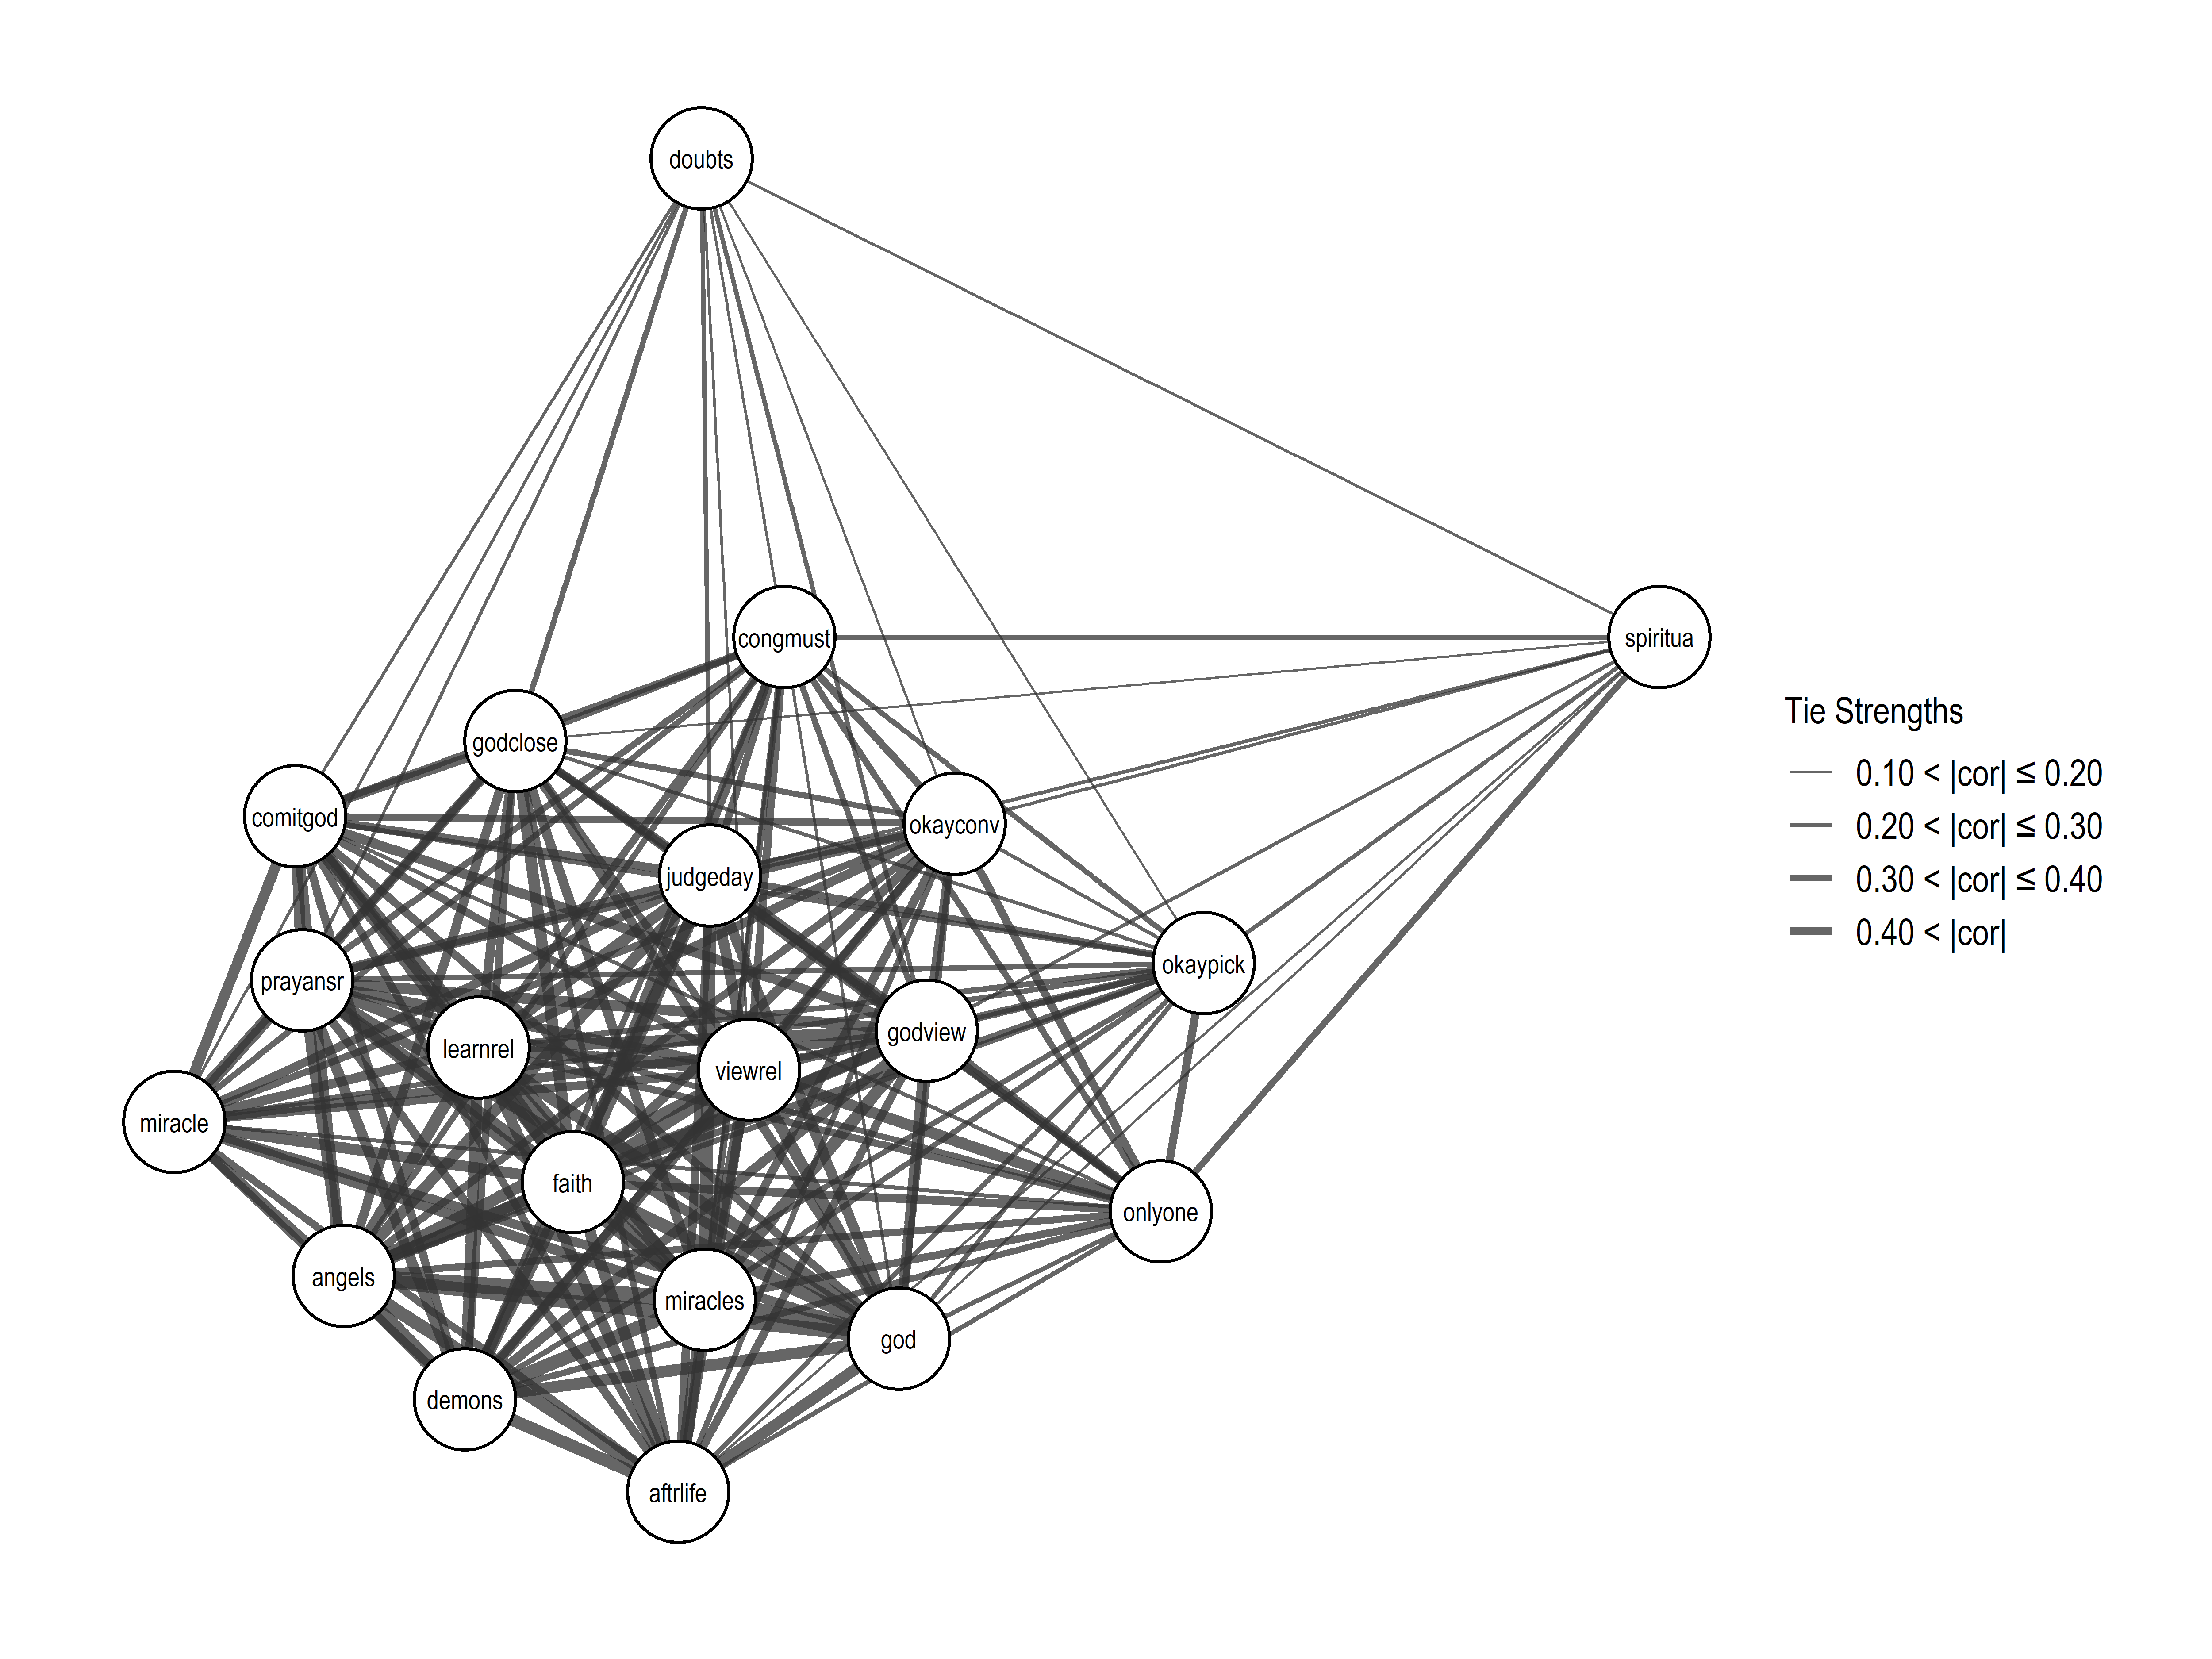 doubts
congmust
spiritua
Tie Strengths
0.10 < |cor| ≤ 0.20
0.20 < |cor| ≤ 0.30
0.30 < |cor| ≤ 0.40
0.40 < |cor|
godclose
comitgod
okayconv
judgeday
okaypick
prayansr
godview
learnrel
viewrel
miracle
faith
onlyone
angels
miracles
god
demons
aftrlife